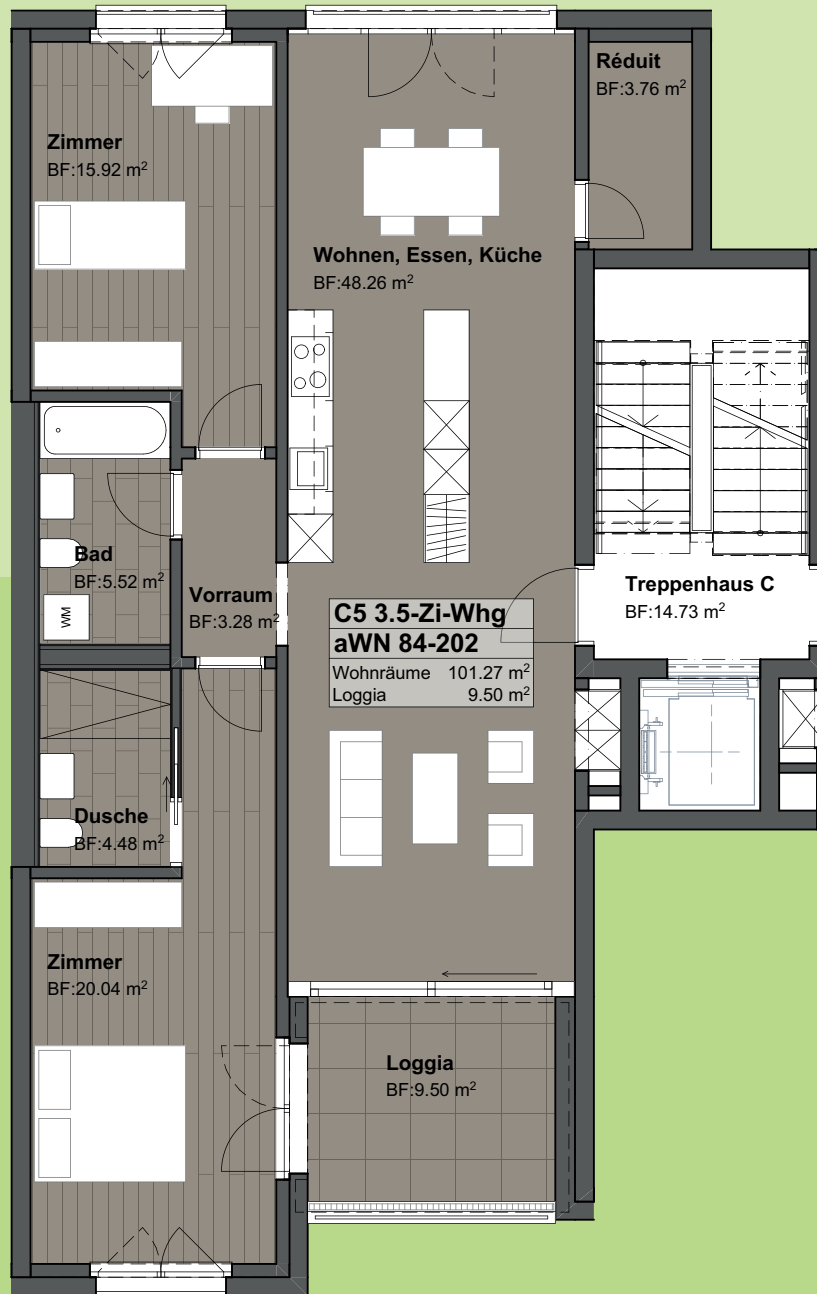 Réduit
BF:3.76 m²
Zimmer
BF:15.92 m²
Wohnen, Essen, Küche
BF:48.26 m²
Bad
BF:5.52 m²
WM
Vorraum
BF:3.28 m²
Treppenhaus C
BF:14.73 m²
C5 3.5-Zi-Whg
aWN 84-202
Wohnräume 101.27 m²
Loggia 9.50 m²
Dusche
BF:4.48 m²
Zimmer
BF:20.04 m²
Loggia
BF:9.50 m²